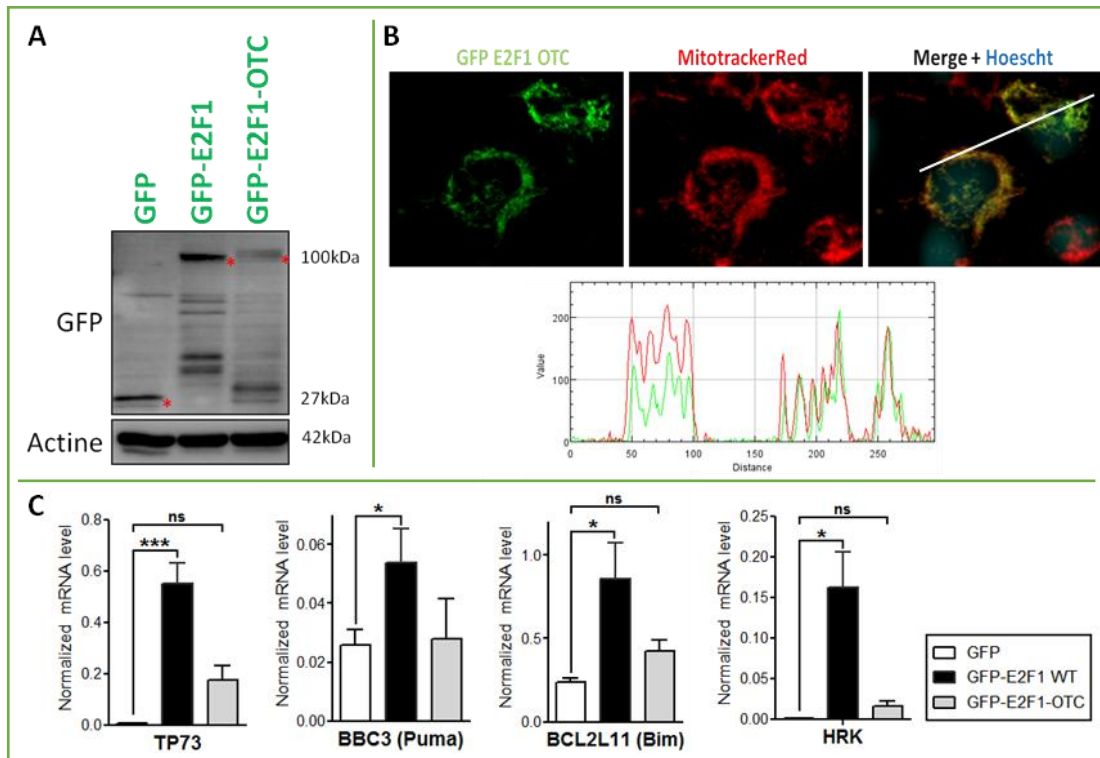 A
GFP
GFP-E2F1
GFP-E2F1-OTC
GFP
*
*
*
100kDa
27kDa
Actine
42kDa
B
GFP E2F1 OTC
MitotrackerRed
Merge + Hoescht
Value
200
100
0
0 50 100 150 200 250
Distance
C
Normalized mRNA level
0.8
0.6
0.4
0.2
0.0
ns
***
TP73
Normalized mRNA level
0.06
0.04
0.02
0.00
*
BBC3 (Puma)
Normalized mRNA level
1.0
0.5
0.0
ns
*
BCL2L11 (Bim)
Normalized mRNA level
0.25
0.20
0.15
0.10
0.05
0.00
ns
*
HRK
GFP
GFP-E2F1 WT
GFP-E2F1-OTC